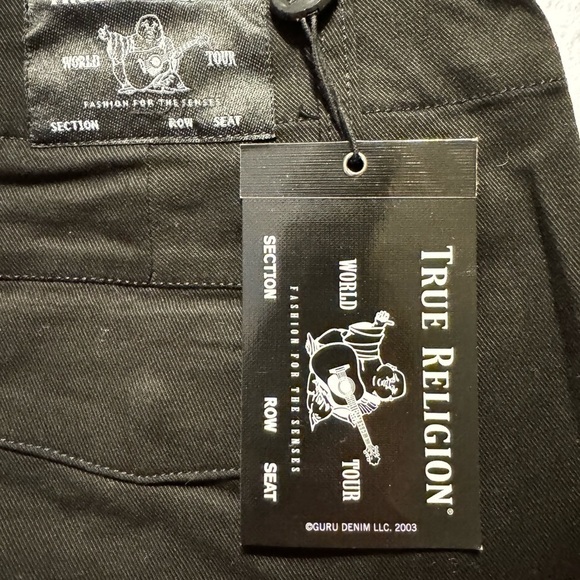 WORLD TOUR
FASHION FOR THE SENSES
SECTION ROW SEAT
TRUE RELIGION®
WORLD TOUR
FASHION FOR THE SENSES
SECTION ROW SEAT
©GURU DENIM LLC. 2003